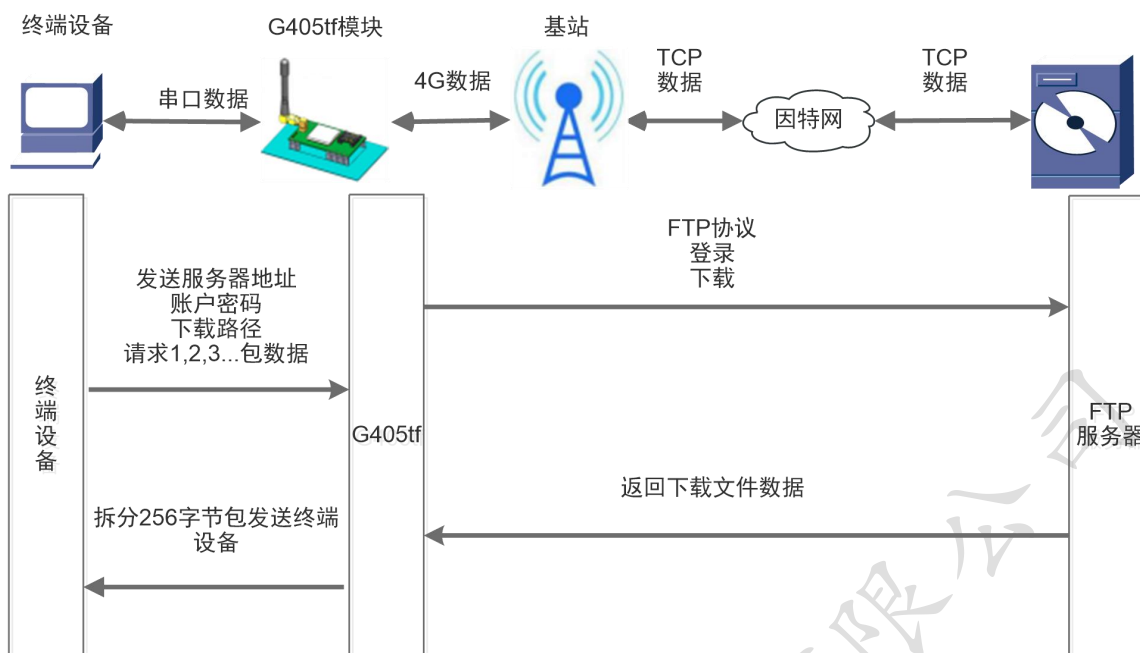 终端设备
G405tf模块
基站
串口数据
4G数据
TCP
数据
因特网
TCP
数据
FTP协议
登录
下载
发送服务器地址
账户密码
下载路径
请求1,2,3...包数据
终
端
设
备
G405tf
FTP
服务器
返回下载文件数据
拆分256字节包发送终端
设备
限公司